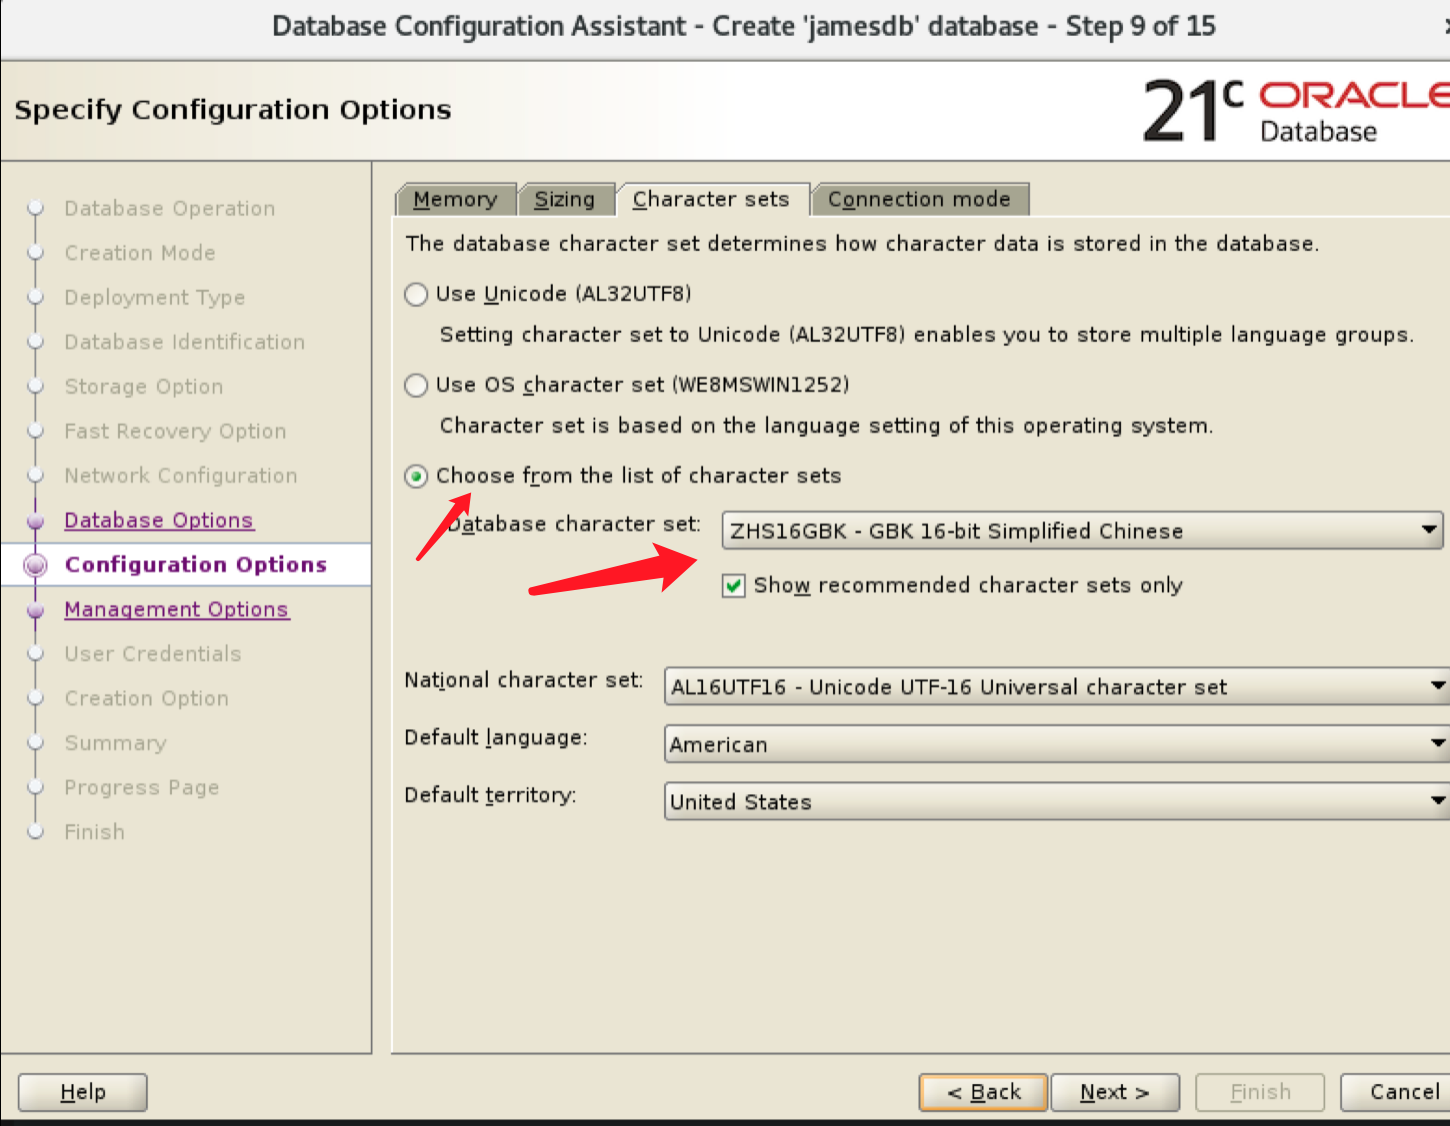 Database Configuration Assistant - Create 'jamesdb' database - Step 9 of 15
Specify Configuration Options
21c ORACLE
Database
Database Operation
Creation Mode
Deployment Type
Database Identification
Storage Option
Fast Recovery Option
Network Configuration
Database Options
Configuration Options
Management Options
User Credentials
Creation Option
Summary
Progress Page
Finish
Memory Sizing Character sets Connection mode
The database character set determines how character data is stored in the database.
Use Unicode (AL32UTF8)
Setting character set to Unicode (AL32UTF8) enables you to store multiple language groups.
Use OS character set (WE8MSWIN1252)
Character set is based on the language setting of this operating system.
Choose from the list of character sets
Database character set: ZHS16GBK - GBK 16-bit Simplified Chinese
Show recommended character sets only
National character set: AL16UTF16 - Unicode UTF-16 Universal character set
Default language: American
Default territory: United States
Help < Back Next > Finish Cancel